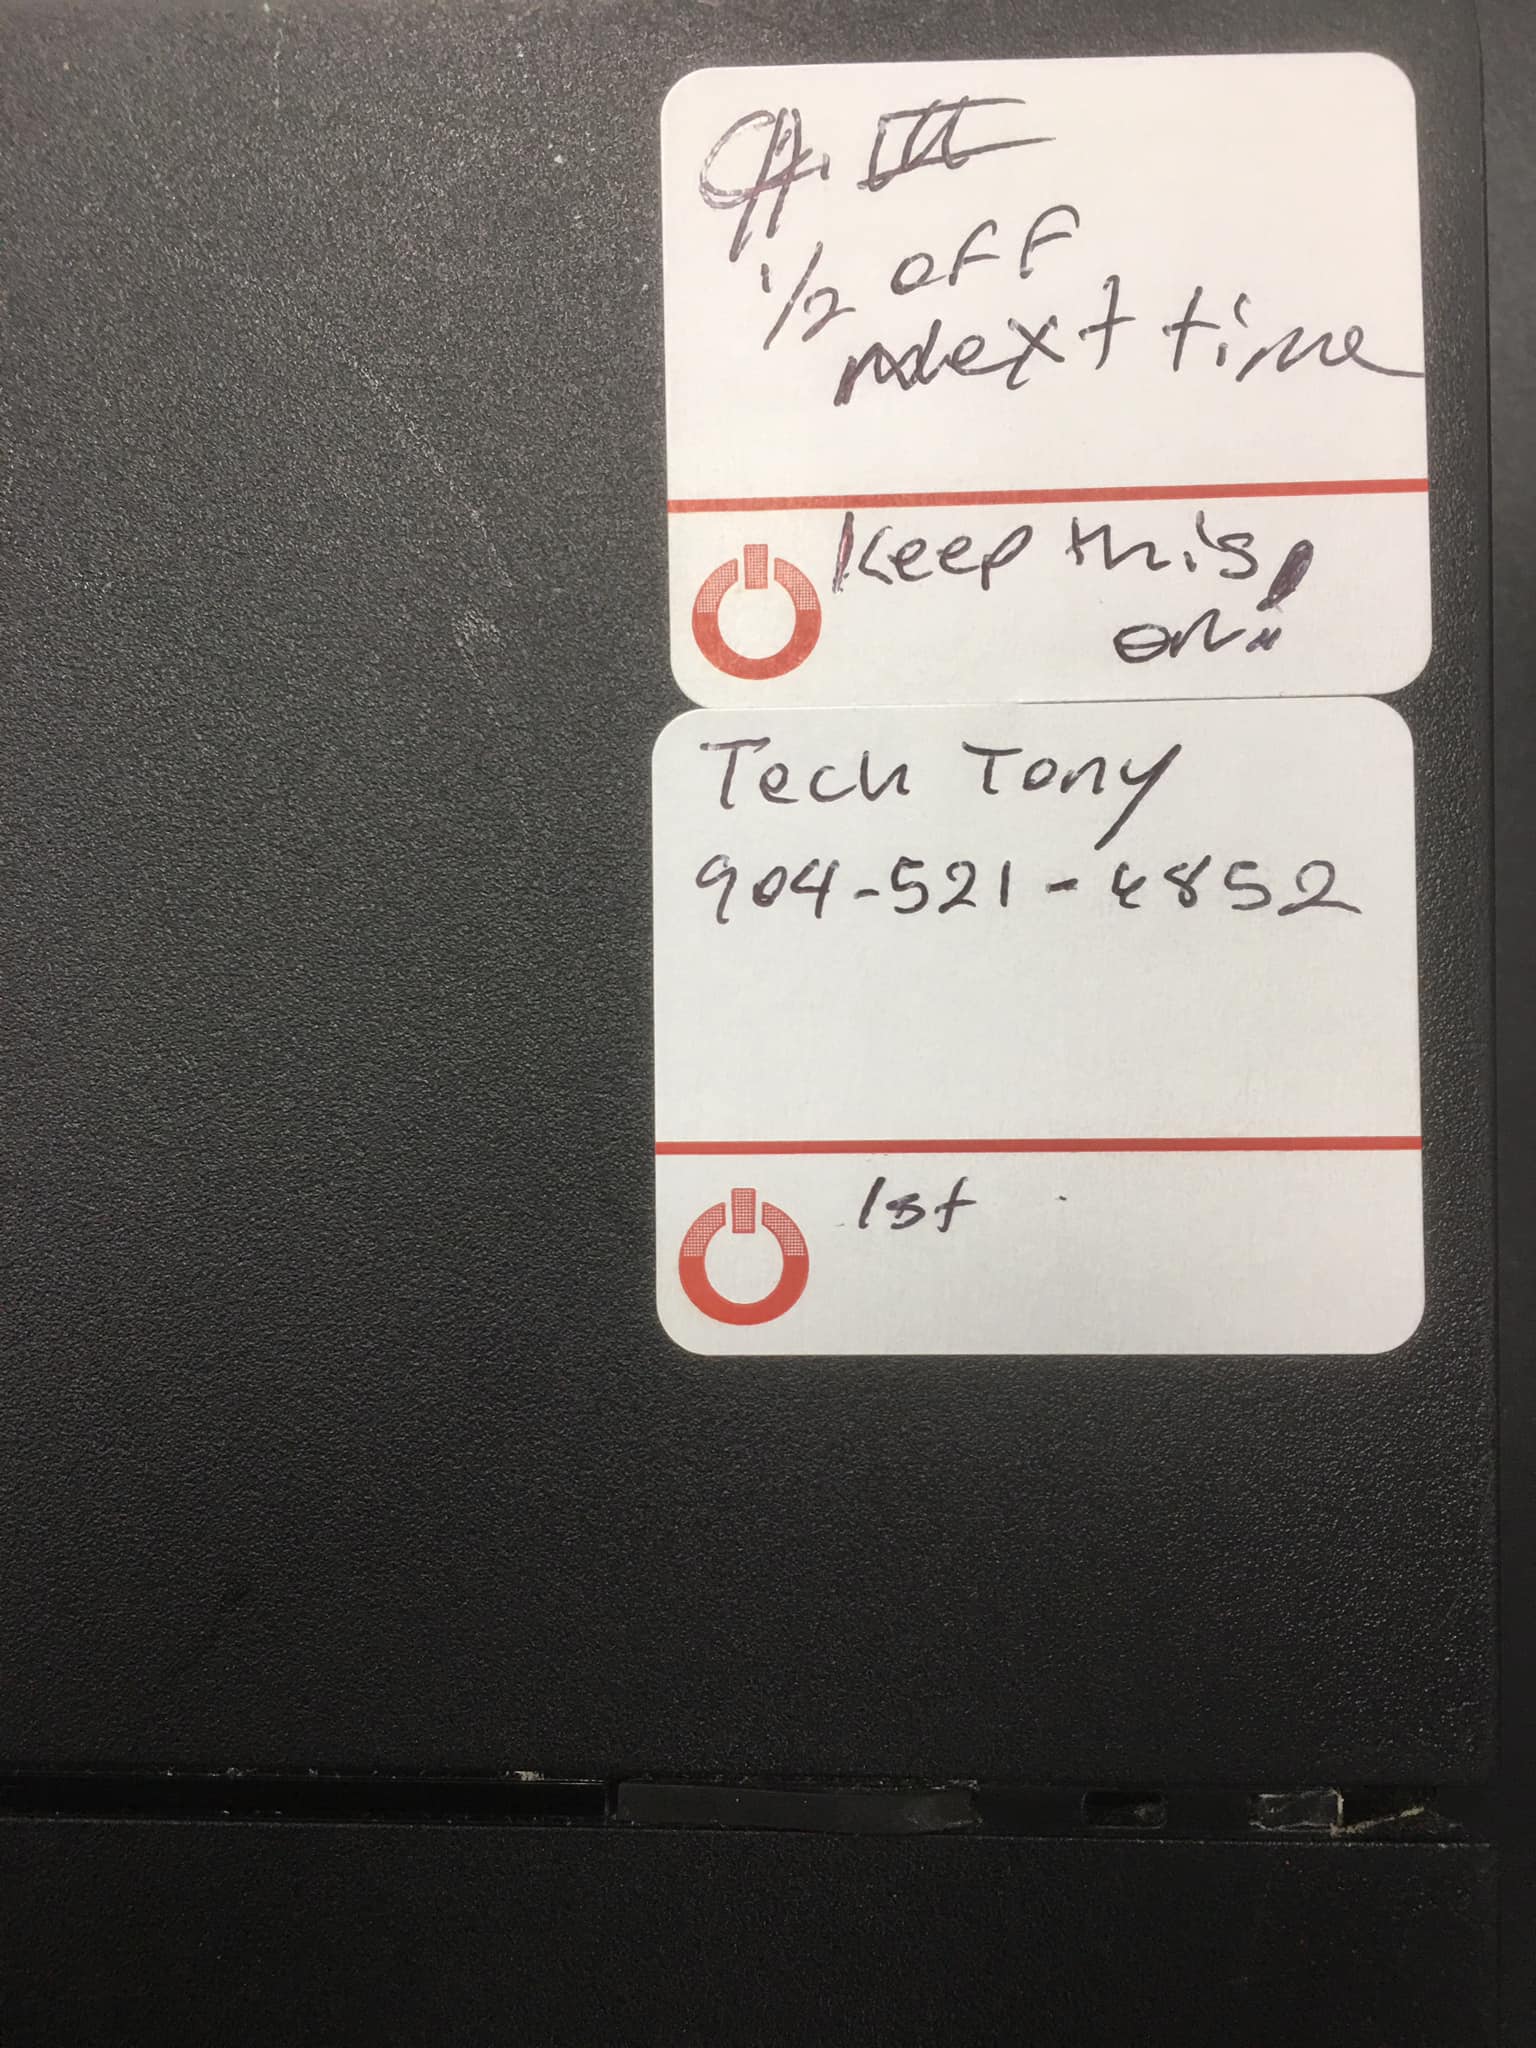 1/2 off
next time
Keep this
on!!
Tech Tony
904-521-4852
1st